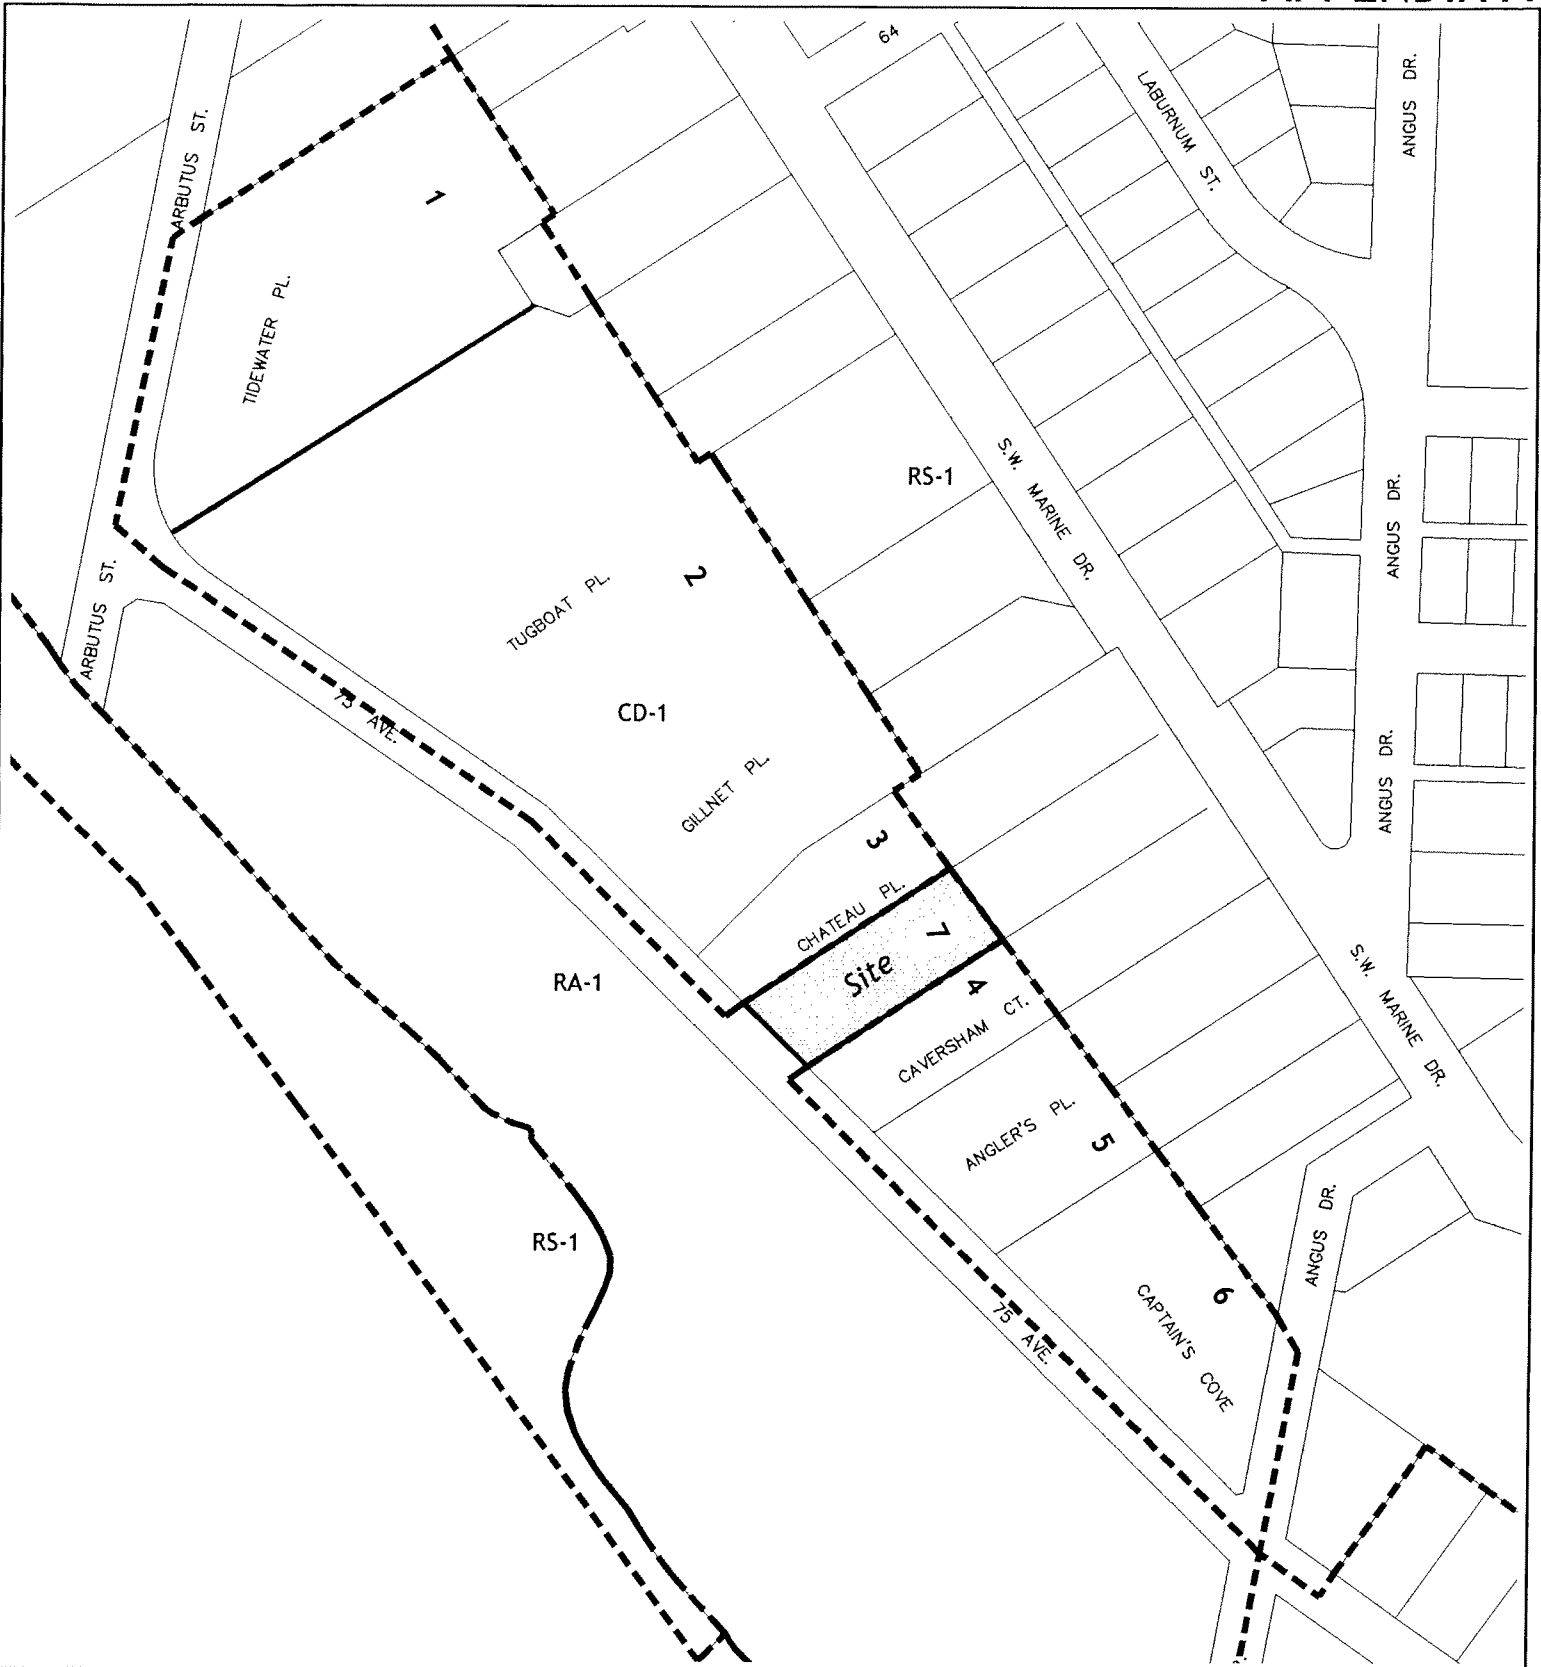 64
ARBUTUS ST.
LABURNUM ST.
ANGUS DR.
1
TIDEWATER PL.
RS-1
S.W. MARINE DR.
ANGUS DR.
2
TUGBOAT PL.
ARBUTUS ST.
CD-1
75 AVE.
GILLNET PL.
ANGUS DR.
3
CHATEAU PL.
7
Site
RA-1
4
CAVERSHAM CT.
S.W. MARINE DR.
ANGLER'S PL.
5
RS-1
ANGUS DR.
6
CAPTAIN'S COVE
75 AVE.